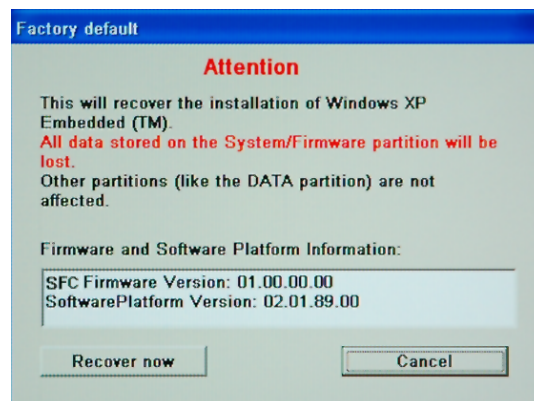 Factory default
Attention
This will recover the installation of Windows XP
Embedded (TM).
All data stored on the System/Firmware partition will be
lost.
Other partitions (like the DATA partition) are not
affected.
Firmware and Software Platform Information:
SFC Firmware Version: 01.00.00.00
SoftwarePlatform Version: 02.01.89.00
Recover now
Cancel